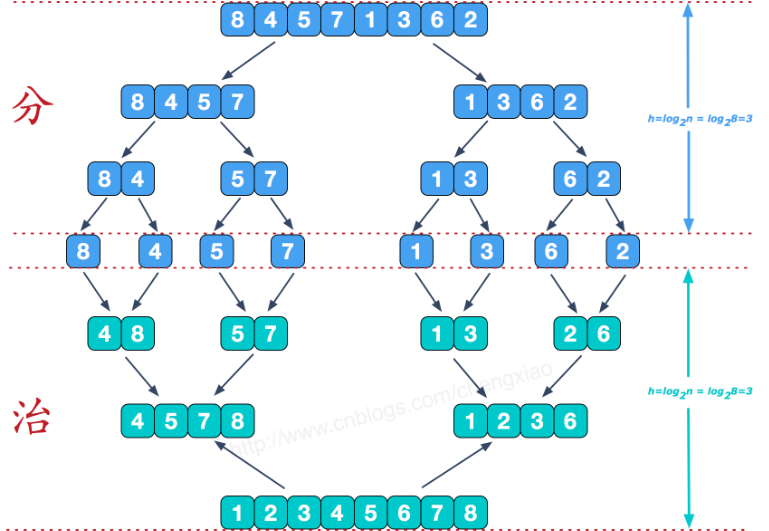 8 4 5 7 1 3 6 2
分
8 4 5 7 1 3 6 2
h=log2n = log28=3
8 4 5 7 1 3 6 2
8 4 5 7 1 3 6 2
4 8 5 7 1 3 2 6
h=log2n = log28=3
治
4 5 7 8 1 2 3 6
http://www.cnblogs.com/chengxiao
1 2 3 4 5 6 7 8